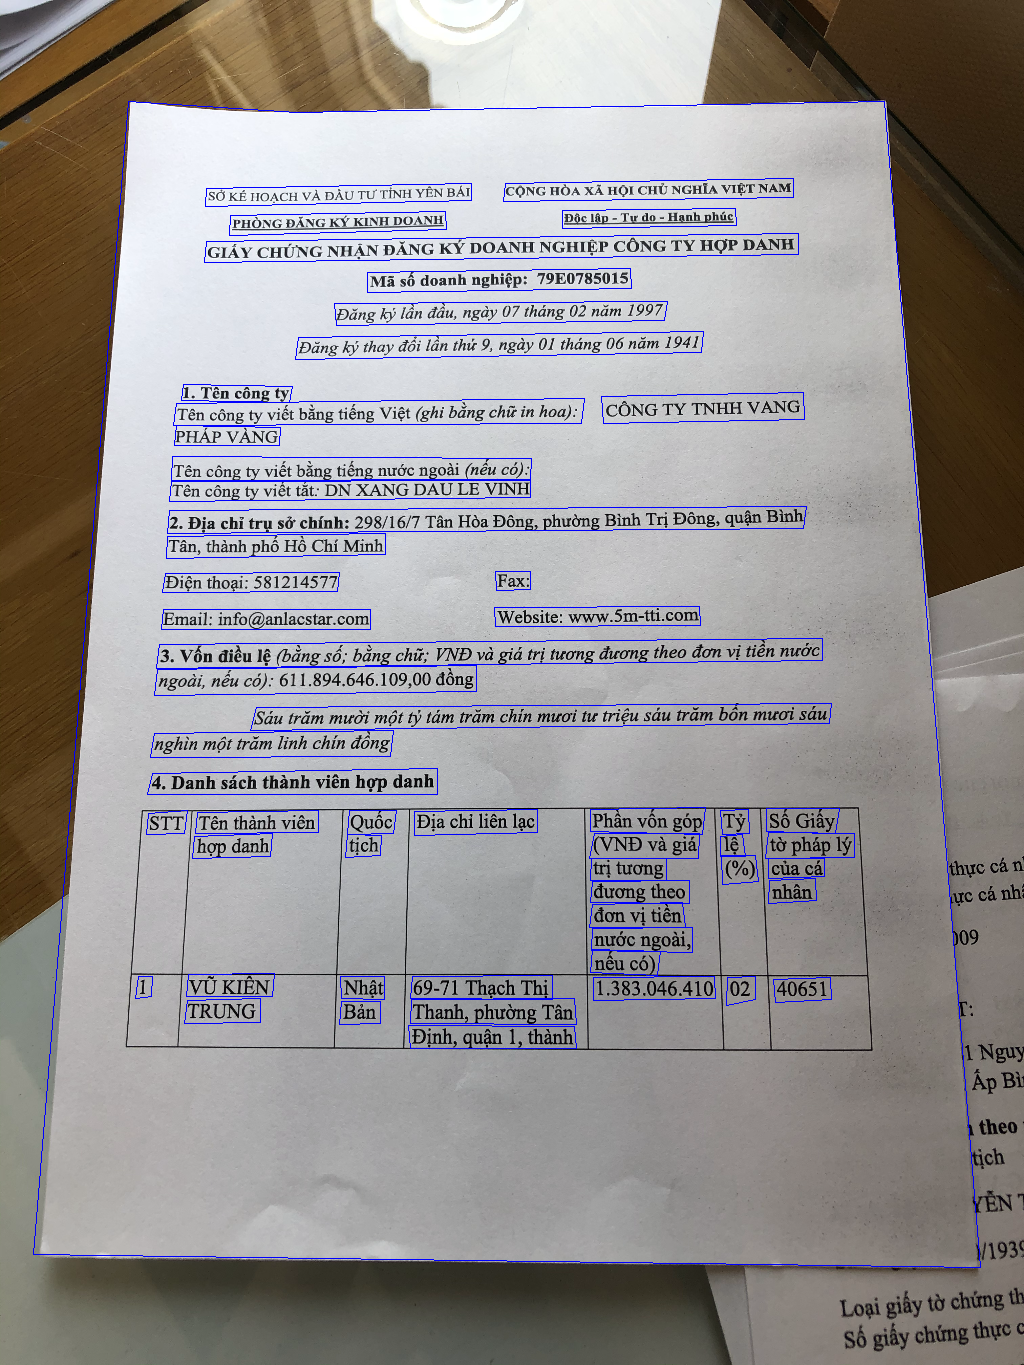 SỞ KẾ HOẠCH VÀ ĐẦU TƯ TỈNH YÊN BÁI
CỘNG HÒA XÃ HỘI CHỦ NGHĨA VIỆT NAM
PHÒNG ĐĂNG KÝ KINH DOANH
Độc lập - Tự do - Hạnh phúc
GIẤY CHỨNG NHẬN ĐĂNG KÝ DOANH NGHIỆP CÔNG TY HỢP DANH
Mã số doanh nghiệp: 79E0785015
Đăng ký lần đầu, ngày 07 tháng 02 năm 1997
Đăng ký thay đổi lần thứ 9, ngày 01 tháng 06 năm 1941
1. Tên công ty
Tên công ty viết bằng tiếng Việt (ghi bằng chữ in hoa): CÔNG TY TNHH VANG
PHÁP VÀNG
Tên công ty viết bằng tiếng nước ngoài (nếu có):
Tên công ty viết tắt: DN XANG DAU LE VINH
2. Địa chỉ trụ sở chính: 298/16/7 Tân Hòa Đông, phường Bình Trị Đông, quận Bình
Tân, thành phố Hồ Chí Minh
Điện thoại: 581214577
Fax:
Email: info@anlacstar.com
Website: www.5m-tti.com
3. Vốn điều lệ (bằng số; bằng chữ; VNĐ và giá trị tương đương theo đơn vị tiền nước
ngoài, nếu có): 611.894.646.109,00 đồng
Sáu trăm mười một tỷ tám trăm chín mươi tư triệu sáu trăm bốn mươi sáu
nghìn một trăm linh chín đồng
4. Danh sách thành viên hợp danh
STT
Tên thành viên
hợp danh
Quốc
tịch
Địa chỉ liên lạc
Phần vốn góp
(VNĐ và giá
trị tương
đương theo
đơn vị tiền
nước ngoài,
nếu có)
Tỷ
lệ
(%)
Số Giấy
tờ pháp lý
của cá
nhân
1
VŨ KIÊN
TRUNG
Nhật
Bản
69-71 Thạch Thị
Thanh, phường Tân
Định, quận 1, thành
1.383.046.410
02
40651
thực cá
009
T:
1 Nguy
Ấp Bì
theo
tịch
/1939
Loại giấy tờ chứng
Số giấy chứng thực